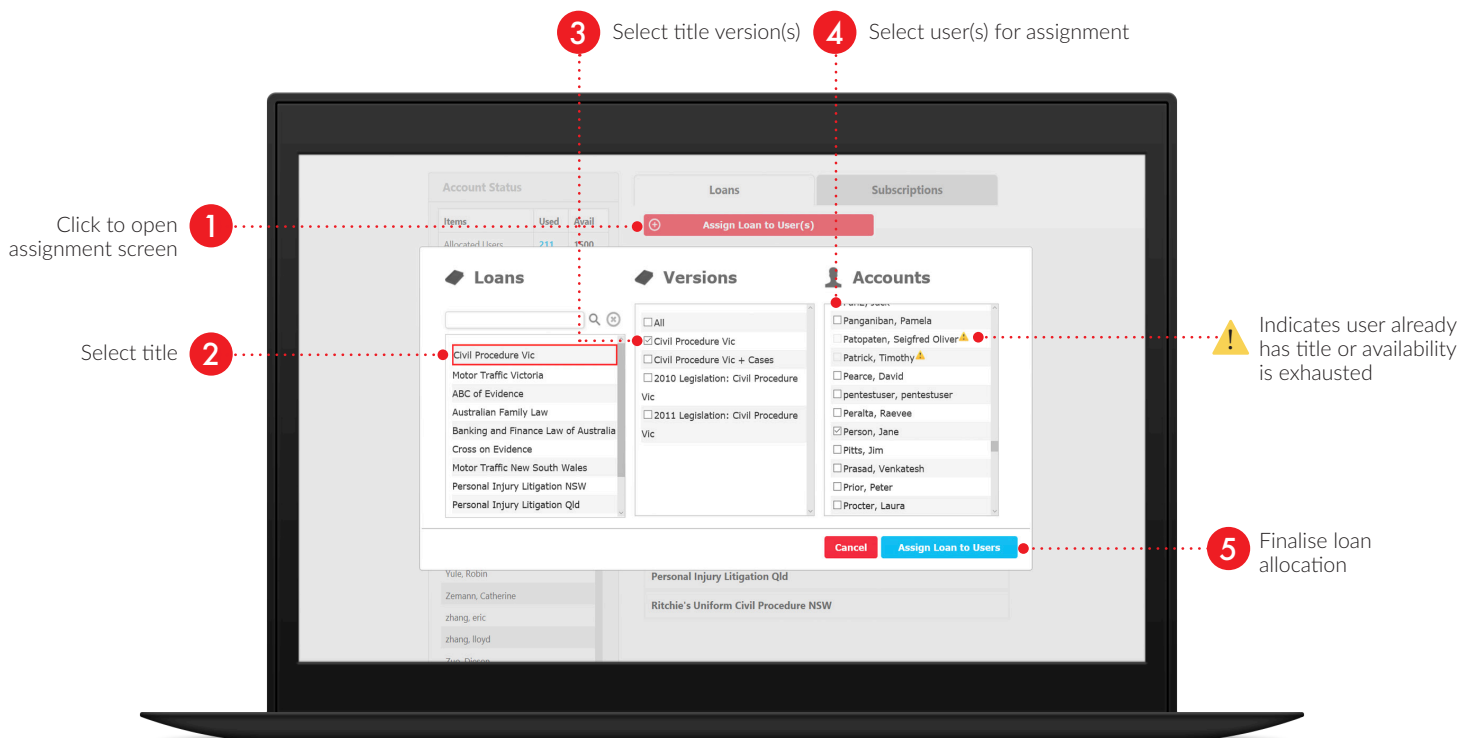 3 Select title version(s)
4 Select user(s) for assignment
Click to open
assignment screen
1
Select title
2
Account Status
Items Used Avail
Allocated Users 211 1500
Loans
Subscriptions
Assign Loan to User(s)
Loans
Civil Procedure Vic
Motor Traffic Victoria
ABC of Evidence
Australian Family Law
Banking and Finance Law of Australia
Cross on Evidence
Motor Traffic New South Wales
Personal Injury Litigation NSW
Personal Injury Litigation Qld
Versions
All
Civil Procedure Vic
Civil Procedure Vic + Cases
2010 Legislation: Civil Procedure
Vic
2011 Legislation: Civil Procedure
Vic
Accounts
Panganiban, Pamela
Patopaten, Seigfred Oliver
Patrick, Timothy
Pearce, David
pentestuser, pentestuser
Peralta, Raevee
Person, Jane
Pitts, Jim
Prasad, Venkatesh
Prior, Peter
Procter, Laura
Cancel
Assign Loan to Users
Indicates user already
has title or availability
is exhausted
5
Finalise loan
allocation
Yule, Robin
Zemann, Catherine
zhang, eric
zhang, lloyd
Personal Injury Litigation Qld
Ritchie's Uniform Civil Procedure NSW